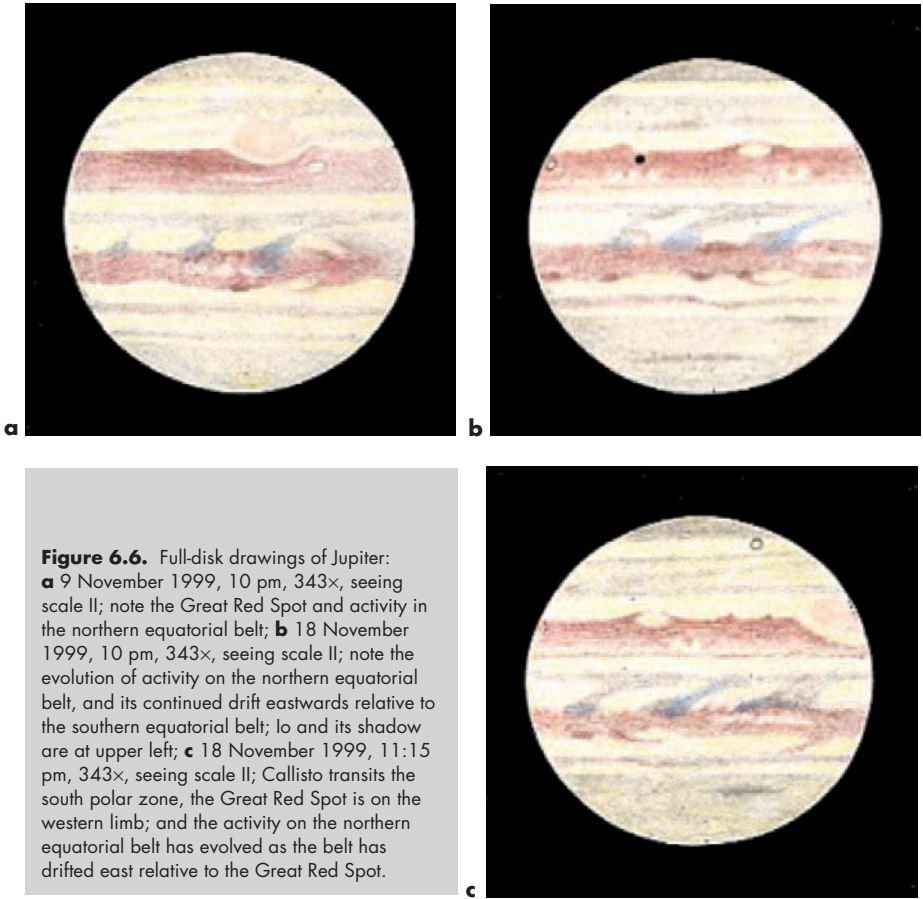 a
b
Figure 6.6. Full-disk drawings of Jupiter:
a 9 November 1999, 10 pm, 343×, seeing
scale II; note the Great Red Spot and activity in
the northern equatorial belt; b 18 November
1999, 10 pm, 343×, seeing scale II; note the
evolution of activity on the northern equatorial
belt, and its continued drift eastwards relative to
the southern equatorial belt; Io and its shadow
are at upper left; c 18 November 1999, 11:15
pm, 343×, seeing scale II; Callisto transits the
south polar zone, the Great Red Spot is on the
western limb; and the activity on the northern
equatorial belt has evolved as the belt has
drifted east relative to the Great Red Spot.
c